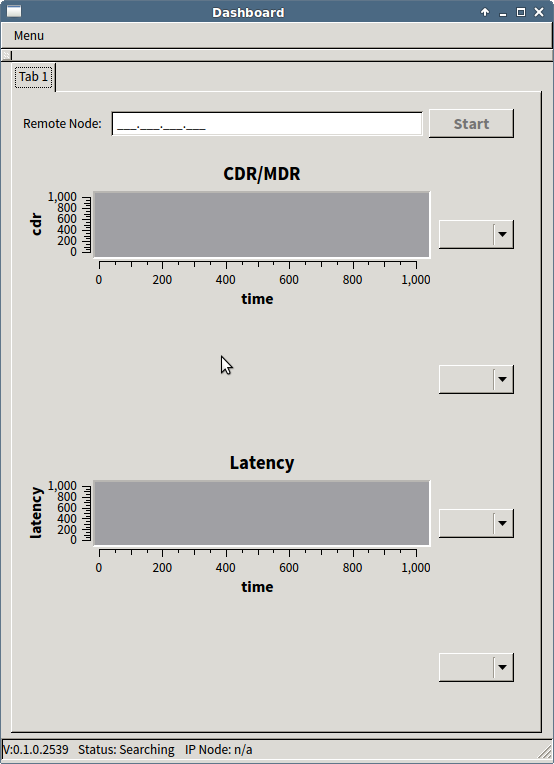 Dashboard
Menu
Tab 1
Remote Node: ___.___.___.___ Start
CDR/MDR
cdr
1,000
800
600
400
200
0
0 200 400 600 800 1,000
time
Latency
latency
1,000
800
600
400
200
0
0 200 400 600 800 1,000
time
V:0.1.0.2539 Status: Searching IP Node: n/a